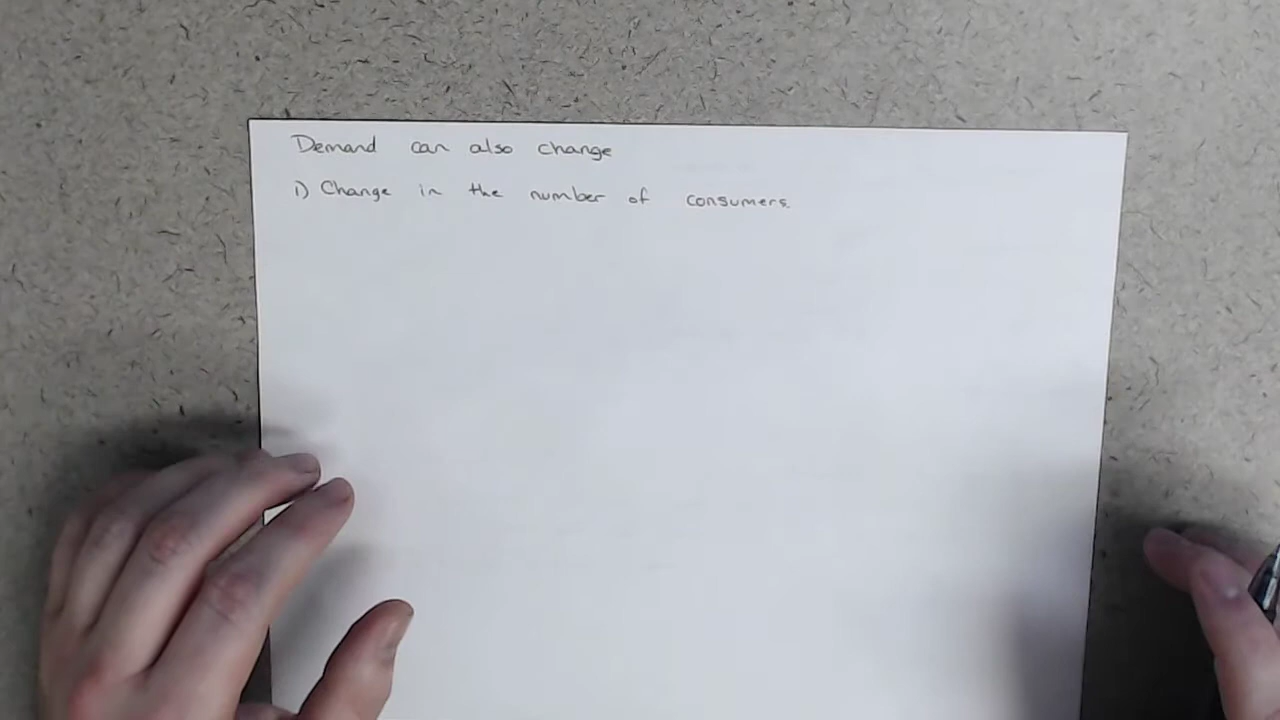 Demand can also change
1) Change in the number of consumers.